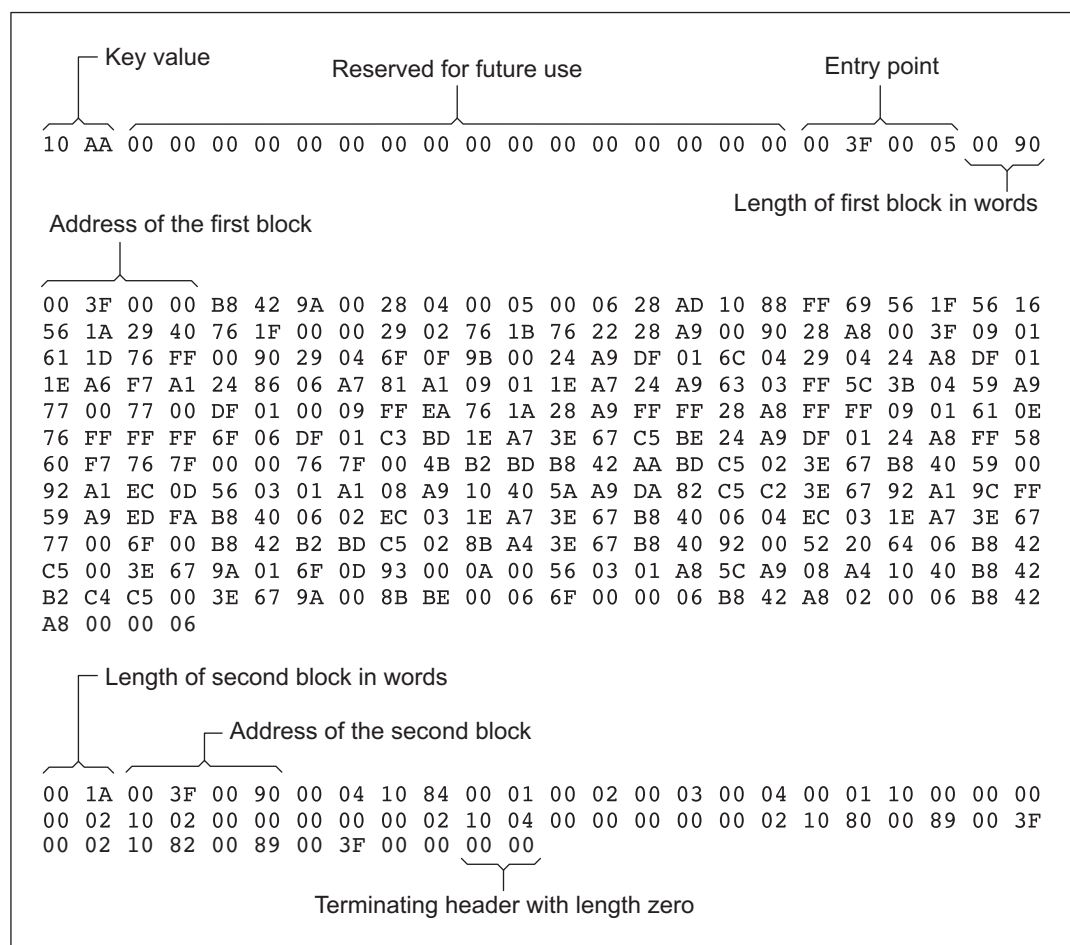 Key value
Reserved for future use
Entry point
10 AA 00 00 00 00 00 00 00 00 00 00 00 00 00 00 00 00 00 3F 00 05 00 90
Length of first block in words
Address of the first block
00 3F 00 00 B8 42 9A 00 28 04 00 05 00 06 28 AD 10 88 FF 69 56 1F 56 16
56 1A 29 40 76 1F 00 00 29 02 76 1B 76 22 28 A9 00 90 28 A8 00 3F 09 01
61 1D 76 FF 00 90 29 04 6F 0F 9B 00 24 A9 DF 01 6C 04 29 04 24 A8 DF 01
1E A6 F7 A1 24 86 06 A7 81 A1 09 01 1E A7 24 A9 63 03 FF 5C 3B 04 59 A9
77 00 77 00 DF 01 00 09 FF EA 76 1A 28 A9 FF FF 28 A8 FF FF 09 01 61 0E
76 FF FF FF 6F 06 DF 01 C3 BD 1E A7 3E 67 C5 BE 24 A9 DF 01 24 A8 FF 58
60 F7 76 7F 00 00 76 7F 00 4B B2 BD B8 42 AA BD C5 02 3E 67 B8 40 59 00
92 A1 EC 0D 56 03 01 A1 08 A9 10 40 5A A9 DA 82 C5 C2 3E 67 92 A1 9C FF
59 A9 ED FA B8 40 06 02 EC 03 1E A7 3E 67 B8 40 06 04 EC 03 1E A7 3E 67
77 00 6F 00 B8 42 B2 BD C5 02 8B A4 3E 67 B8 40 92 00 52 20 64 06 B8 42
C5 00 3E 67 9A 01 6F 0D 93 00 0A 00 56 03 01 A8 5C A9 08 A4 10 40 B8 42
B2 C4 C5 00 3E 67 9A 00 8B BE 00 06 6F 00 00 06 B8 42 A8 02 00 06 B8 42
A8 00 00 06
Length of second block in words
Address of the second block
00 1A 00 3F 00 90 00 04 10 84 00 01 00 02 00 03 00 04 00 01 10 00 00 00
00 02 10 02 00 00 00 00 00 02 10 04 00 00 00 00 00 02 10 80 00 89 00 3F
00 02 10 82 00 89 00 3F 00 00 00 00
Terminating header with length zero